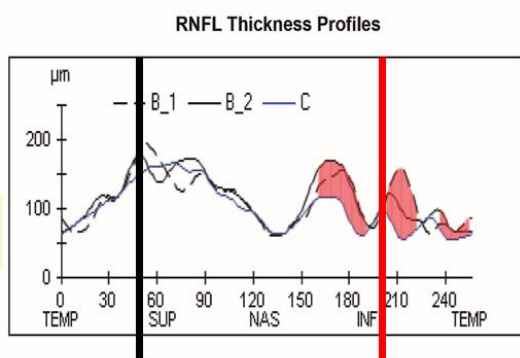 RNFL Thickness Profiles
µm
B_1 B_2 C
200
100
0
0 30 60 90 120 150 180 210 240
TEMP SUP NAS INF TEMP